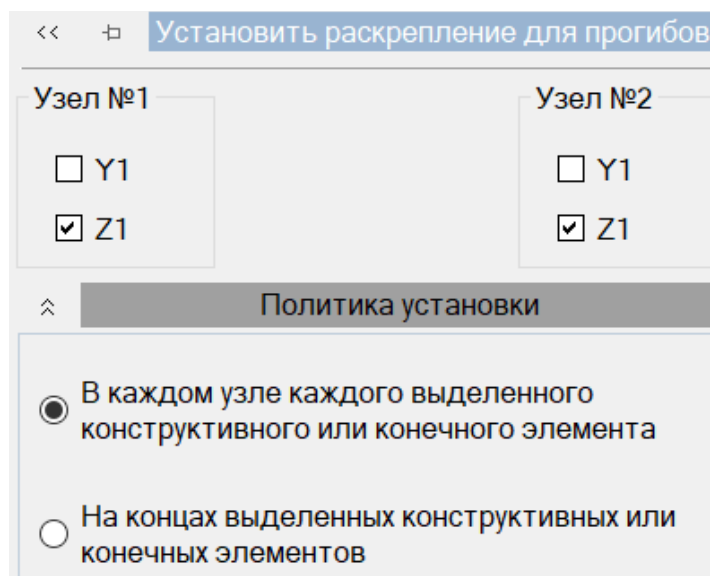 << Установить раскрепление для прогибов
Узел №1 Узел №2
Y1 Y1
Z1 Z1
Политика установки
В каждом узле каждого выделенного
конструктивного или конечного элемента
На концах выделенных конструктивных или
конечных элементов